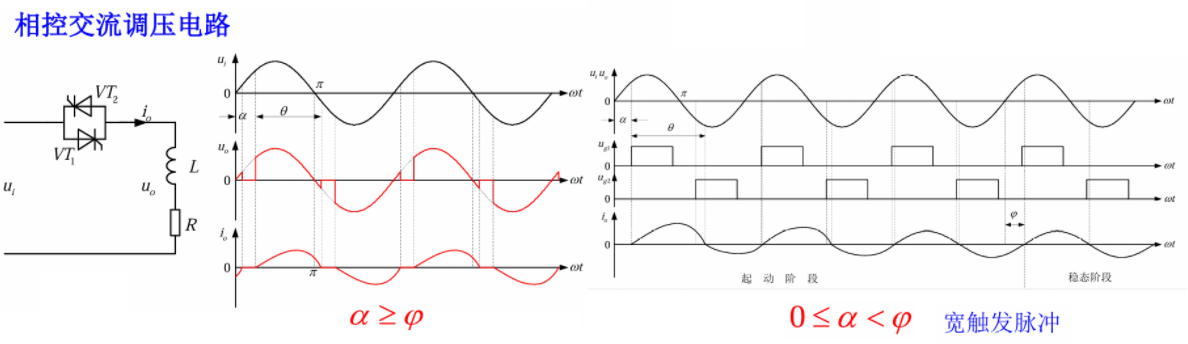 相控交流调压电路
VT₂
VT₁
iₒ
L
R
uᵢ
uₒ
uᵢ
0
α
θ
π
ωt
uₒ
0
ωt
iₒ
0
π
ωt
α ≥ φ
uᵢ uₒ
0
α
θ
π
ωt
u_g1
0
ωt
u_g2
0
ωt
iₒ
0
φ
ωt
起动阶段
稳态阶段
0 ≤ α < φ
宽触发脉冲